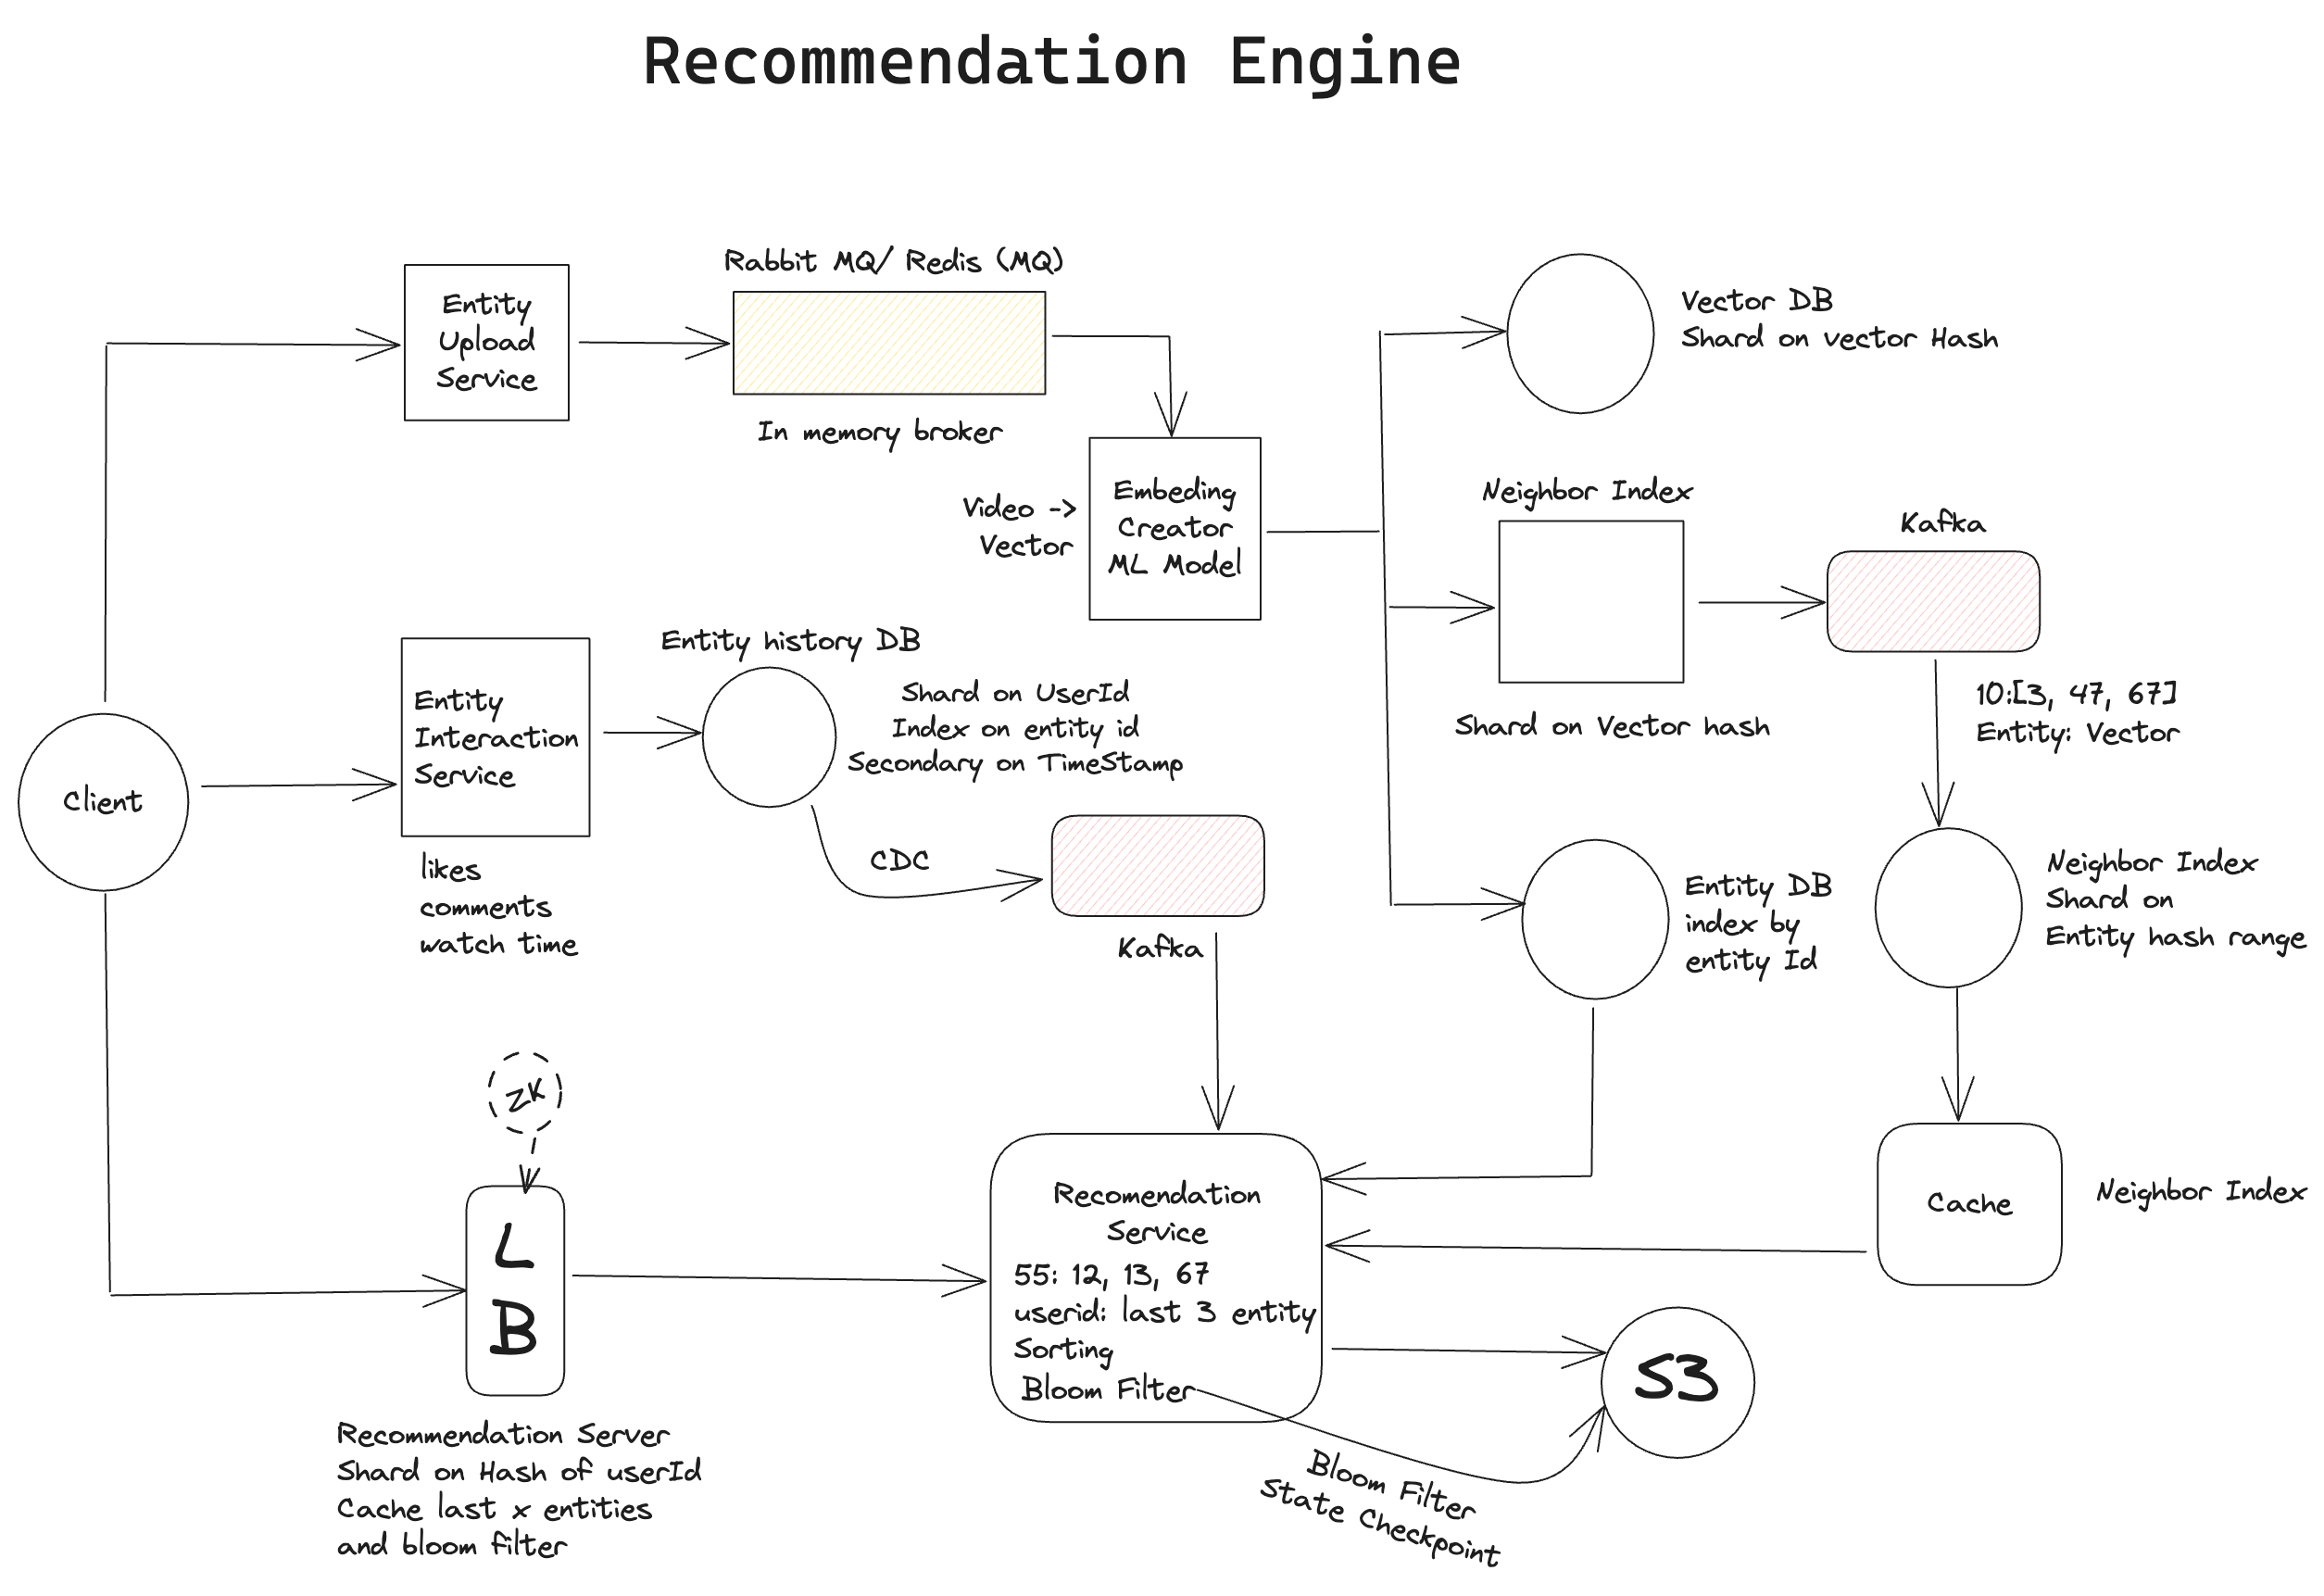 Recommendation Engine
Rabbit MQ/ Redis (MQ)
Entity
Upload
Service
In memory broker
Vector DB
Shard on vector Hash
Video ->
Vector
Embeding
Creator
ML Model
Neighbor Index
Shard on Vector hash
Kafka
10:[3, 47, 67]
Entity: Vector
Client
Entity
Interaction
Service
likes
comments
watch time
Entity history DB
Shard on UserId
Index on entity id
Secondary on TimeStamp
CDC
Kafka
Entity DB
index by
entity Id
Neighbor Index
Shard on
Entity hash range
ZK
L
B
Recommendation Server
Shard on Hash of userId
Cache last x entities
and bloom filter
Recomendation
Service
55: 12, 13, 67
userid: last 3 entity
Sorting
Bloom Filter
Cache
Neighbor Index
S3
Bloom Filter
State Checkpoint